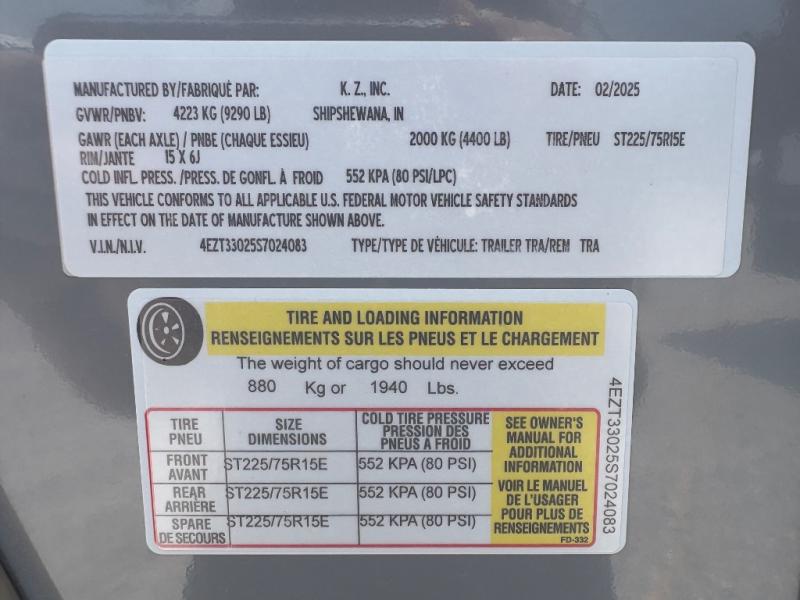 MANUFACTURED BY/FABRIQUÉ PAR: K. Z., INC. DATE: 02/2025
GVWR/PNBV: 4223 KG (9290 LB) SHIPSHEWANA, IN
GAWR (EACH AXLE) / PNBE (CHAQUE ESSIEU) 2000 KG (4400 LB) TIRE/PNEU ST225/75R15E
RIM/JANTE 15 X 6J
COLD INFL. PRESS. /PRESS. DE GONFL. À FROID 552 KPA (80 PSI/LPC)
THIS VEHICLE CONFORMS TO ALL APPLICABLE U.S. FEDERAL MOTOR VEHICLE SAFETY STANDARDS
IN EFFECT ON THE DATE OF MANUFACTURE SHOWN ABOVE.
V.I.N./N.I.V. 4EZT33025S7024083 TYPE/TYPE DE VÉHICULE: TRAILER TRA/REM TRA
TIRE AND LOADING INFORMATION
RENSEIGNEMENTS SUR LES PNEUS ET LE CHARGEMENT
The weight of cargo should never exceed
880 Kg or 1940 Lbs.
TIRE
PNEU
SIZE
DIMENSIONS
COLD TIRE PRESSURE
PRESSION DES
PNEUS A FROID
FRONT
AVANT
ST225/75R15E
552 KPA (80 PSI)
REAR
ARRIÈRE
ST225/75R15E
552 KPA (80 PSI)
SPARE
DE SECOURS
ST225/75R15E
552 KPA (80 PSI)
SEE OWNER'S
MANUAL FOR
ADDITIONAL
INFORMATION
VOIR LE MANUEL
DE L'USAGER
POUR PLUS DE
RENSEIGNEMENTS
FD-332
4EZT33025S7024083